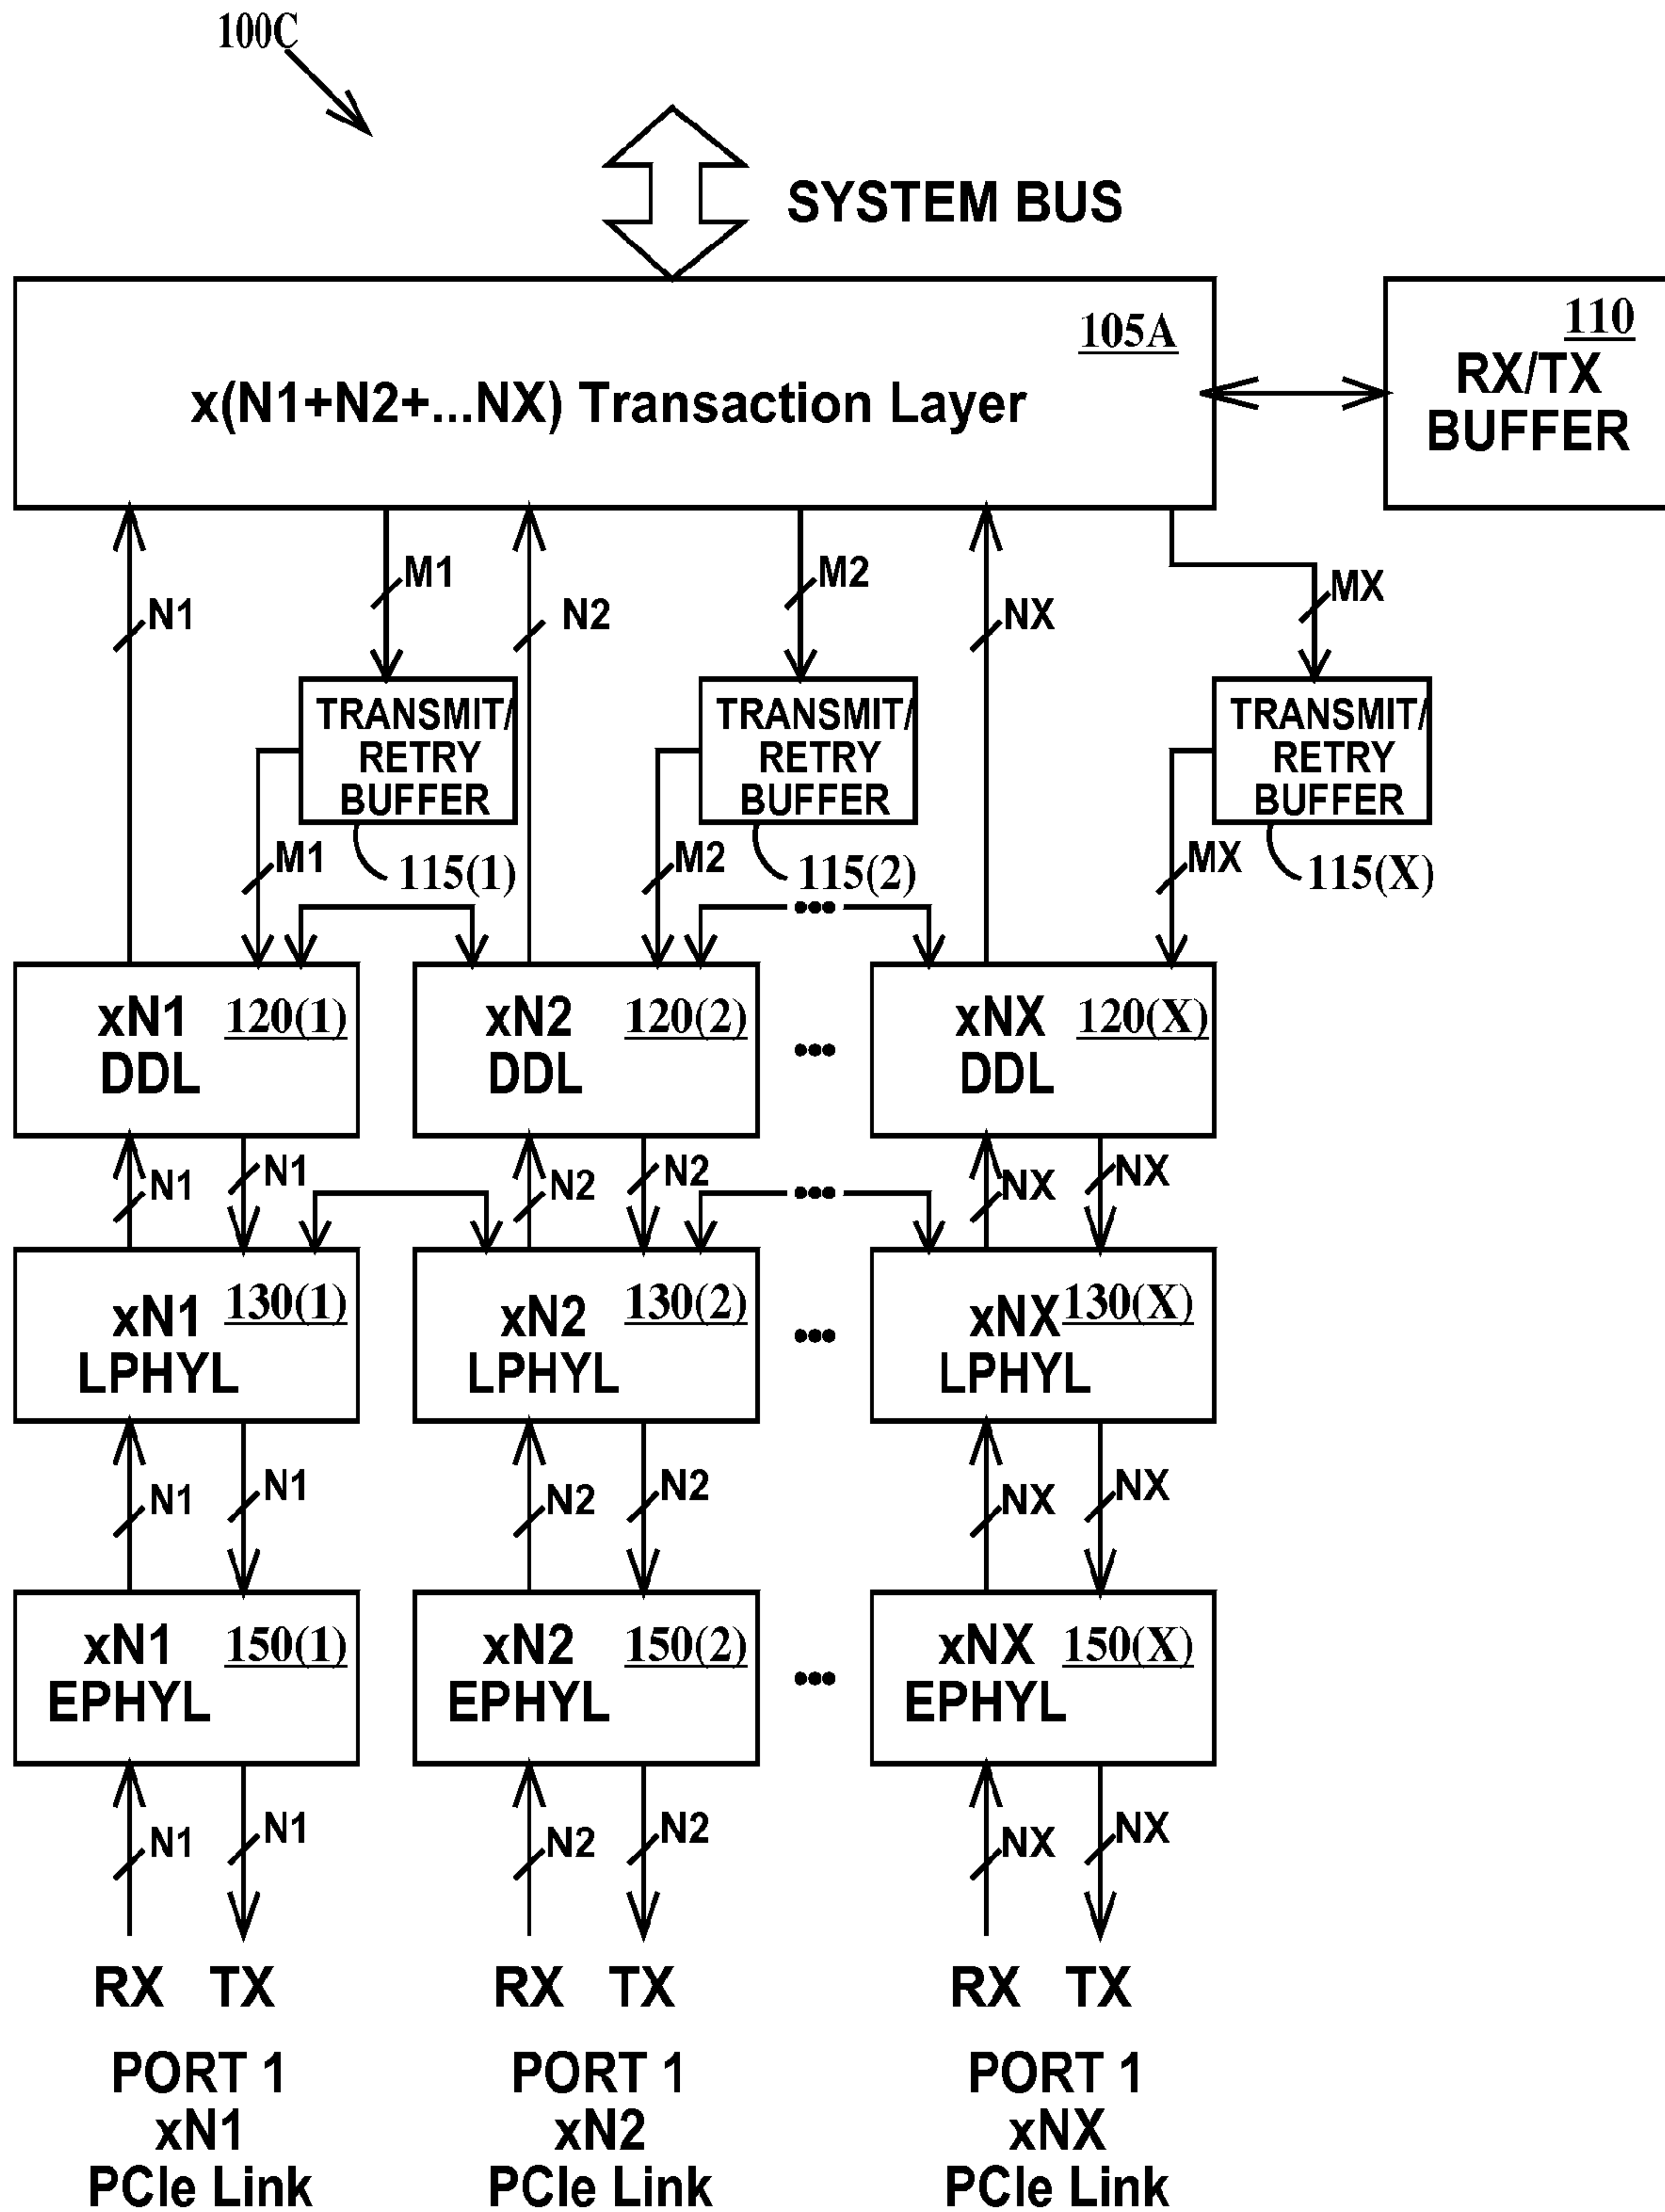 100C
SYSTEM BUS
105A
x(N1+N2+...NX) Transaction Layer
110
RX/TX
BUFFER
N1
M1
N2
M2
NX
MX
TRANSMIT/
RETRY
BUFFER
TRANSMIT/
RETRY
BUFFER
TRANSMIT/
RETRY
BUFFER
M1
115(1)
M2
115(2)
MX
115(X)
•••
xN1 120(1)
DDL
xN2 120(2)
DDL
•••
xNX 120(X)
DDL
N1
N1
N2
N2
•••
NX
NX
xN1 130(1)
LPHYL
xN2 130(2)
LPHYL
•••
xNX 130(X)
LPHYL
N1
N1
N2
N2
NX
NX
xN1 150(1)
EPHYL
xN2 150(2)
EPHYL
•••
xNX 150(X)
EPHYL
N1
N1
N2
N2
NX
NX
RX TX
RX TX
RX TX
PORT 1
xN1
PCIe Link
PORT 1
xN2
PCIe Link
PORT 1
xNX
PCIe Link